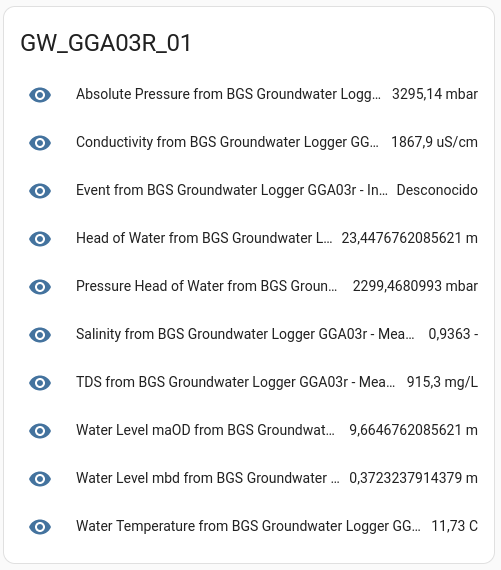 GW_GGA03R_01
Absolute Pressure from BGS Groundwater Logg... 3295,14 mbar
Conductivity from BGS Groundwater Logger GG... 1867,9 uS/cm
Event from BGS Groundwater Logger GGA03r - In... Desconocido
Head of Water from BGS Groundwater L... 23,4476762085621 m
Pressure Head of Water from BGS Groun... 2299,4680993 mbar
Salinity from BGS Groundwater Logger GGA03r - Mea... 0,9363 -
TDS from BGS Groundwater Logger GGA03r - Mea... 915,3 mg/L
Water Level maOD from BGS Groundwat... 9,6646762085621 m
Water Level mbd from BGS Groundwater ... 0,3723237914379 m
Water Temperature from BGS Groundwater Logger GG... 11,73 C